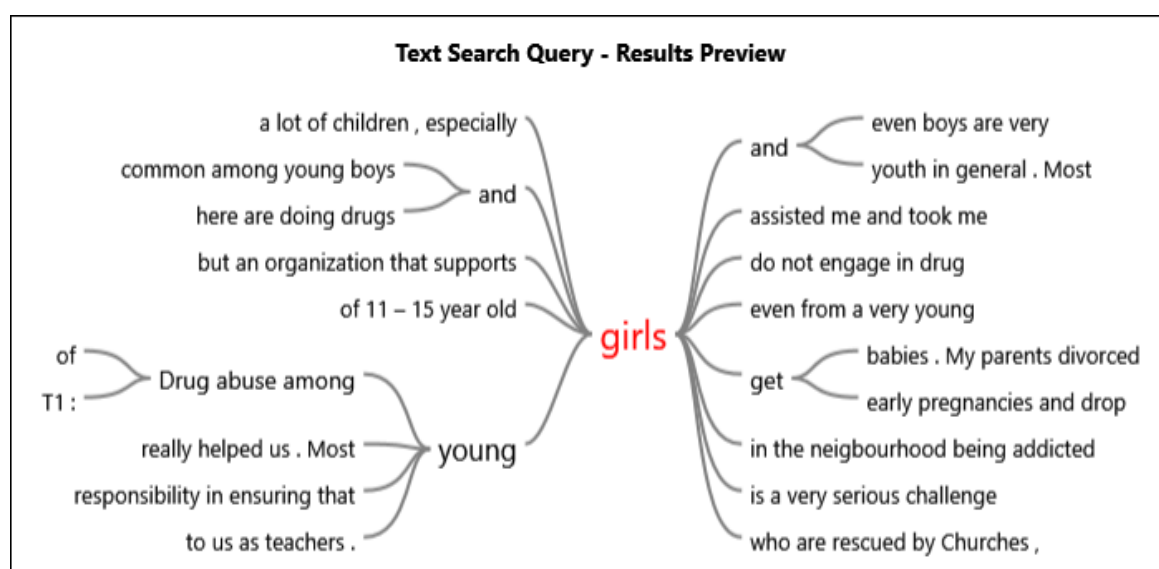 Text Search Query - Results Preview
a lot of children , especially
common among young boys
here are doing drugs
and
but an organization that supports
of 11 – 15 year old
of
T1 :
Drug abuse among
really helped us . Most
responsibility in ensuring that
to us as teachers .
young
girls
and
even boys are very
youth in general . Most
assisted me and took me
do not engage in drug
even from a very young
get
babies . My parents divorced
early pregnancies and drop
in the neigbourhood being addicted
is a very serious challenge
who are rescued by Churches ,